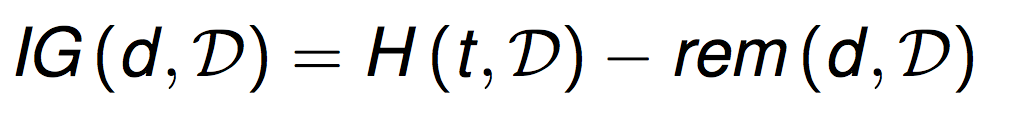 IG(d, 𝒟) = H(t, 𝒟) − rem(d, 𝒟)